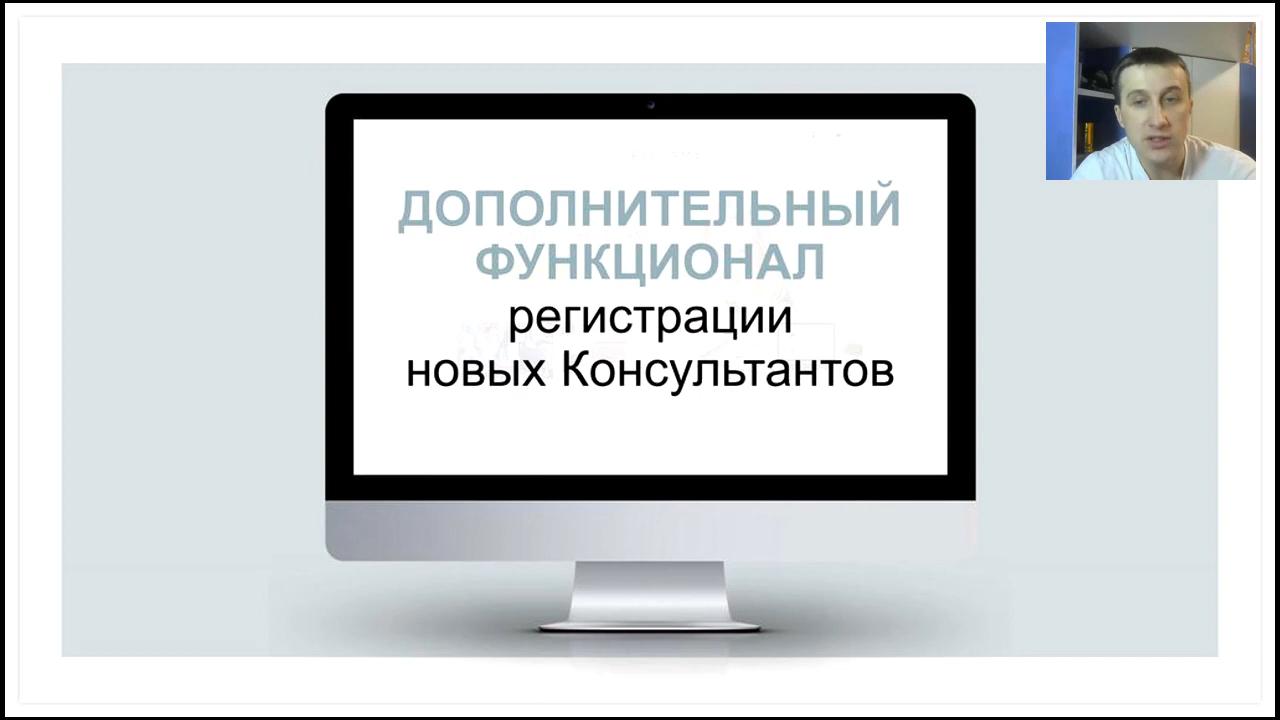 ДОПОЛНИТЕЛЬНЫЙ
ФУНКЦИОНАЛ
регистрации
новых Консультантов